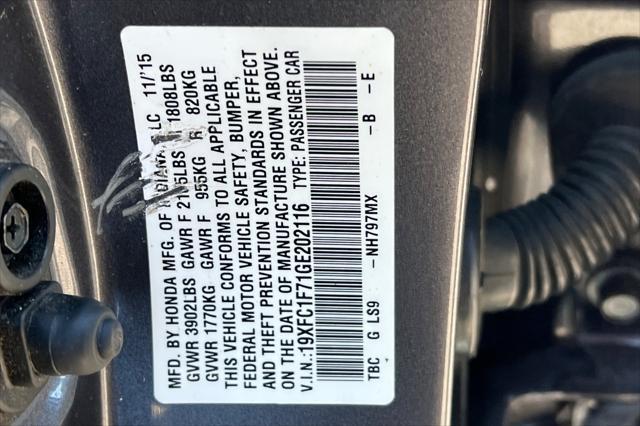 MFD. BY HONDA MFG. OF INDIANA LLC 11/'15
GVWR 3902LBS GAWR F 2105LBS R 1808LBS
GVWR 1770KG GAWR F 955KG R 820KG
THIS VEHICLE CONFORMS TO ALL APPLICABLE
FEDERAL MOTOR VEHICLE SAFETY, BUMPER,
AND THEFT PREVENTION STANDARDS IN EFFECT
ON THE DATE OF MANUFACTURE SHOWN ABOVE.
V.I.N.:19XFC1F71GE202116 TYPE: PASSENGER CAR
TBC G LS9 -NH797MX -B -E